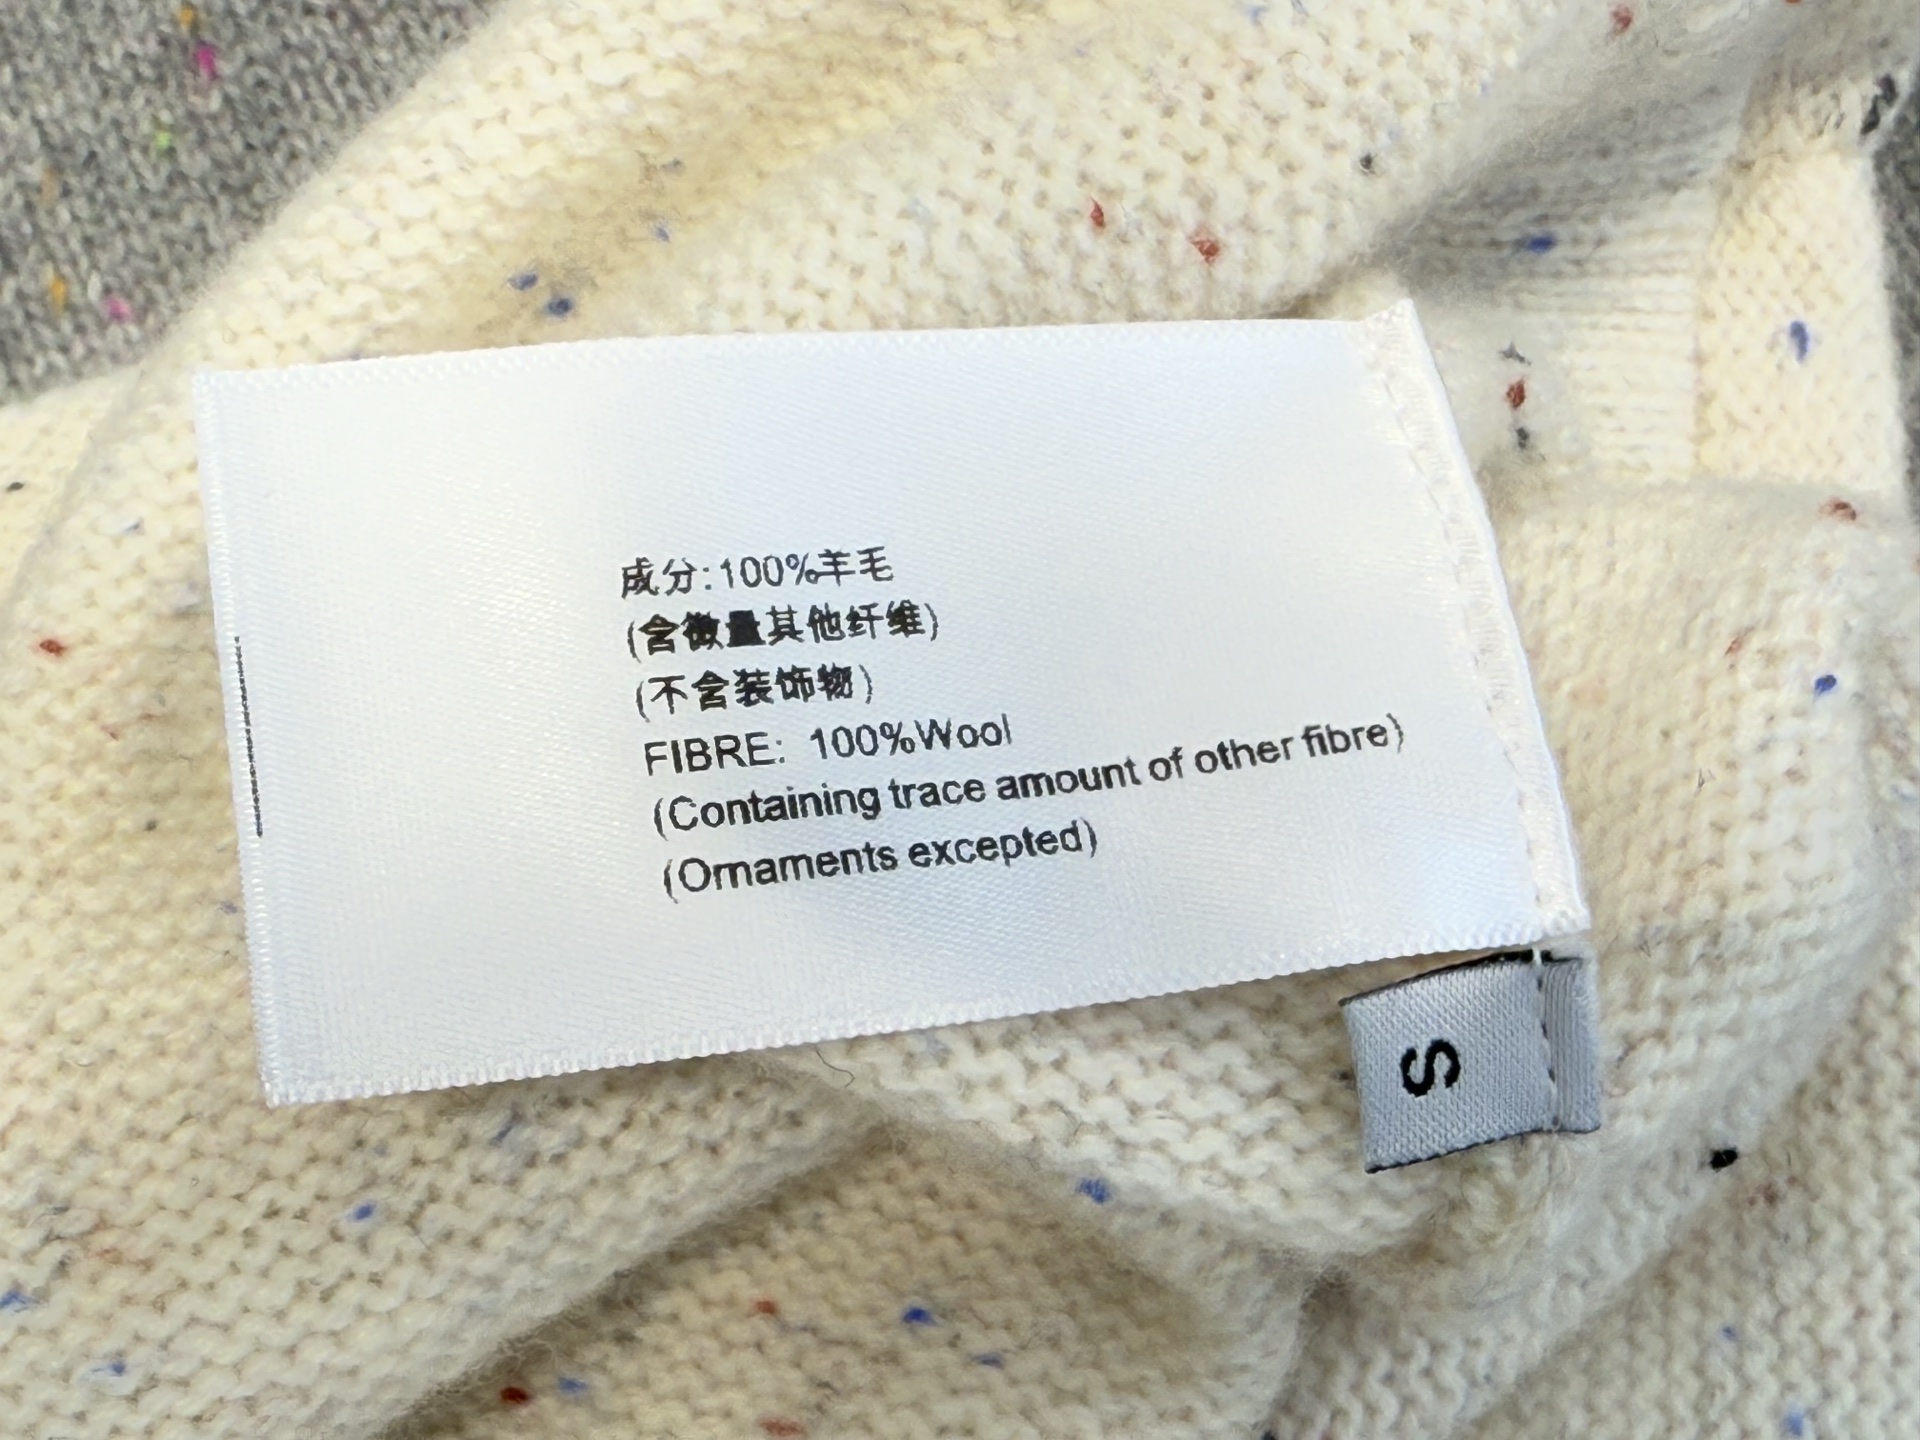 成分:100%羊毛
(含微量其他纤维)
(不含装饰物)
FIBRE: 100%Wool
(Containing trace amount of other fibre)
(Ornaments excepted)
S